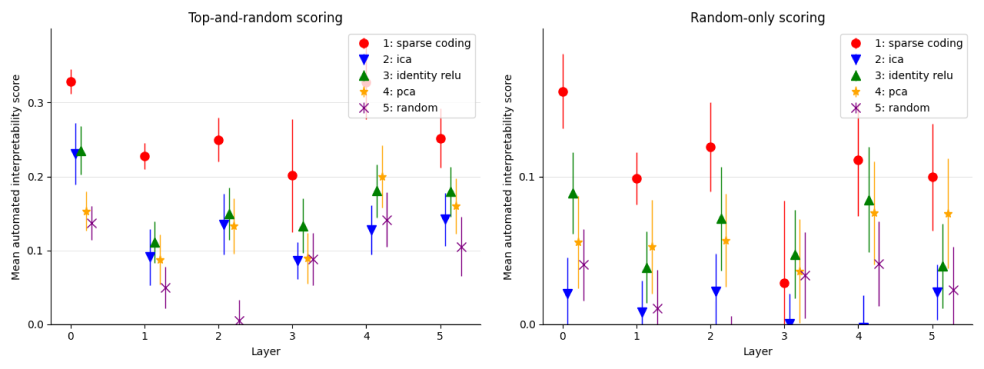 Top-and-random scoring
Mean automated interpretability score
0.3
0.2
0.1
0.0
0 1 2 3 4 5
Layer
1: sparse coding
2: ica
3: identity relu
4: pca
5: random
Random-only scoring
Mean automated interpretability score
0.1
0.0
0 1 2 3 4 5
Layer
1: sparse coding
2: ica
3: identity relu
4: pca
5: random